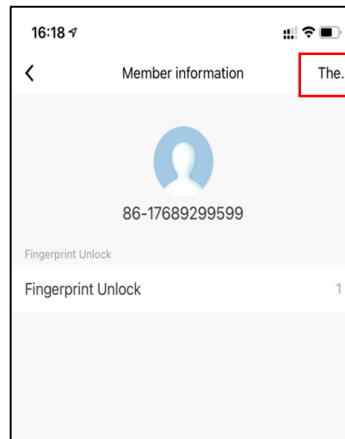 16:18
Member information The.
86-17689299599
Fingerprint Unlock
Fingerprint Unlock 1